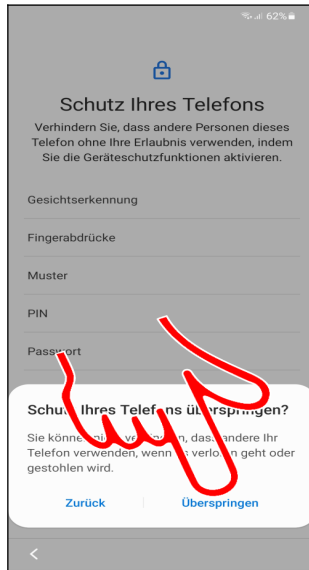 62%
Schutz Ihres Telefons
Verhindern Sie, dass andere Personen dieses
Telefon ohne Ihre Erlaubnis verwenden, indem
Sie die Geräteschutzfunktionen aktivieren.
Gesichtserkennung
Fingerabdrücke
Muster
PIN
Passwort
Schutz Ihres Telefons überspringen?
Sie können nicht verhindern, dass andere Ihr
Telefon verwenden, wenn es verloren geht oder
gestohlen wird.
Zurück Überspringen